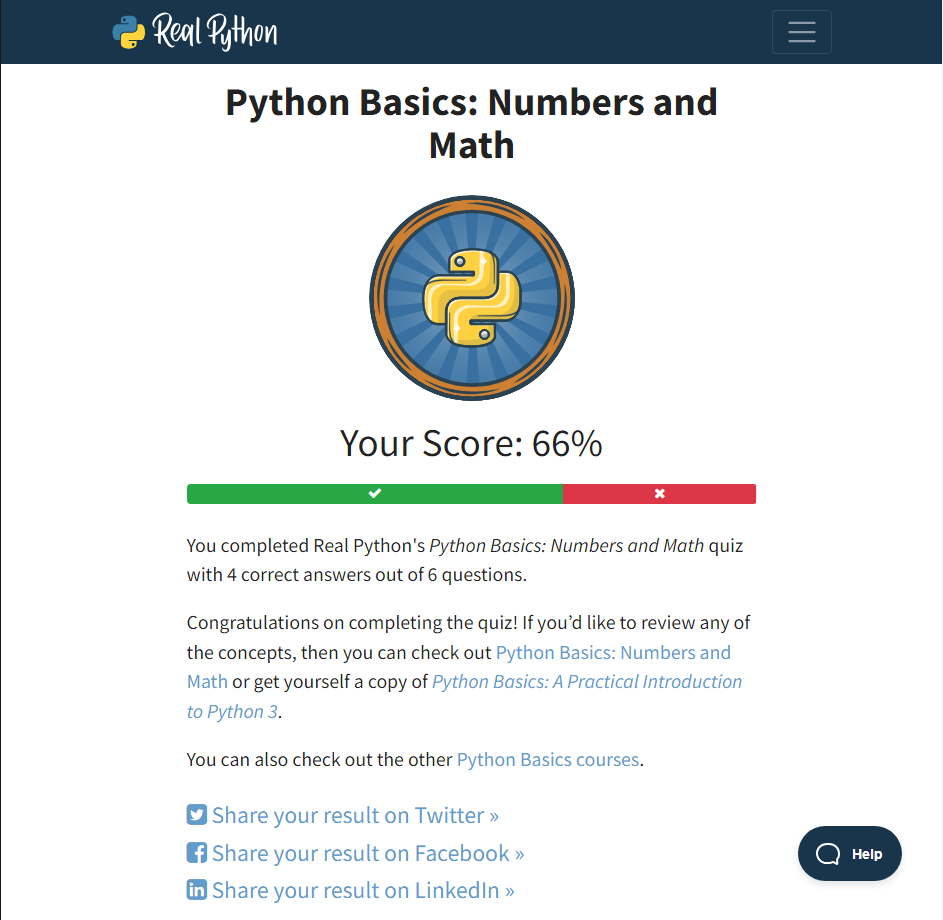 Real Python
Python Basics: Numbers and
Math
Your Score: 66%
You completed Real Python's Python Basics: Numbers and Math quiz
with 4 correct answers out of 6 questions.
Congratulations on completing the quiz! If you’d like to review any of
the concepts, then you can check out Python Basics: Numbers and
Math or get yourself a copy of Python Basics: A Practical Introduction
to Python 3.
You can also check out the other Python Basics courses.
Share your result on Twitter »
Share your result on Facebook »
Share your result on LinkedIn »
Help